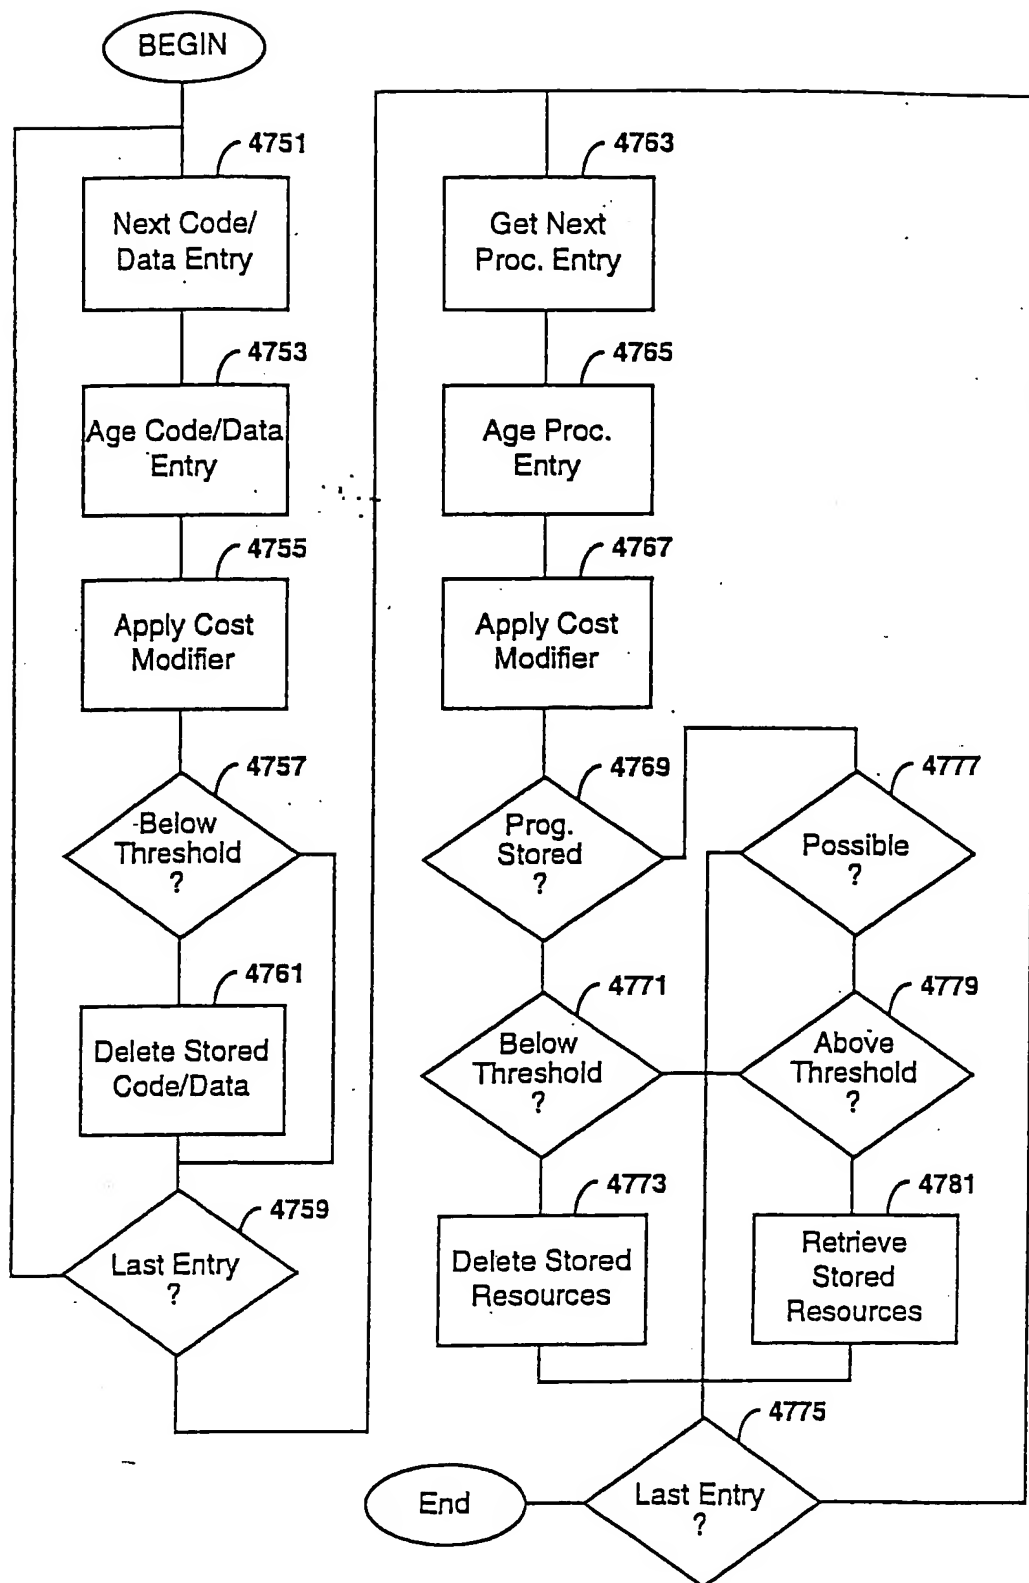 BEGIN
4751
Next Code/
Data Entry
4753
Age Code/Data
Entry
4755
Apply Cost
Modifier
4757
Below
Threshold
?
4761
Delete Stored
Code/Data
4759
Last Entry
?
4763
Get Next
Proc. Entry
4765
Age Proc.
Entry
4767
Apply Cost
Modifier
4769
Prog.
Stored
?
4777
Possible
?
4771
Below
Threshold
?
4779
Above
Threshold
?
4773
Delete Stored
Resources
4781
Retrieve
Stored
Resources
4775
Last Entry
?
End